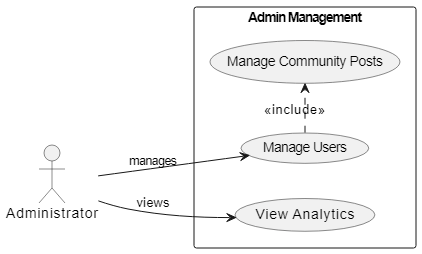 Admin Management
Manage Community Posts
«include»
Manage Users
manages
views
View Analytics
Administrator